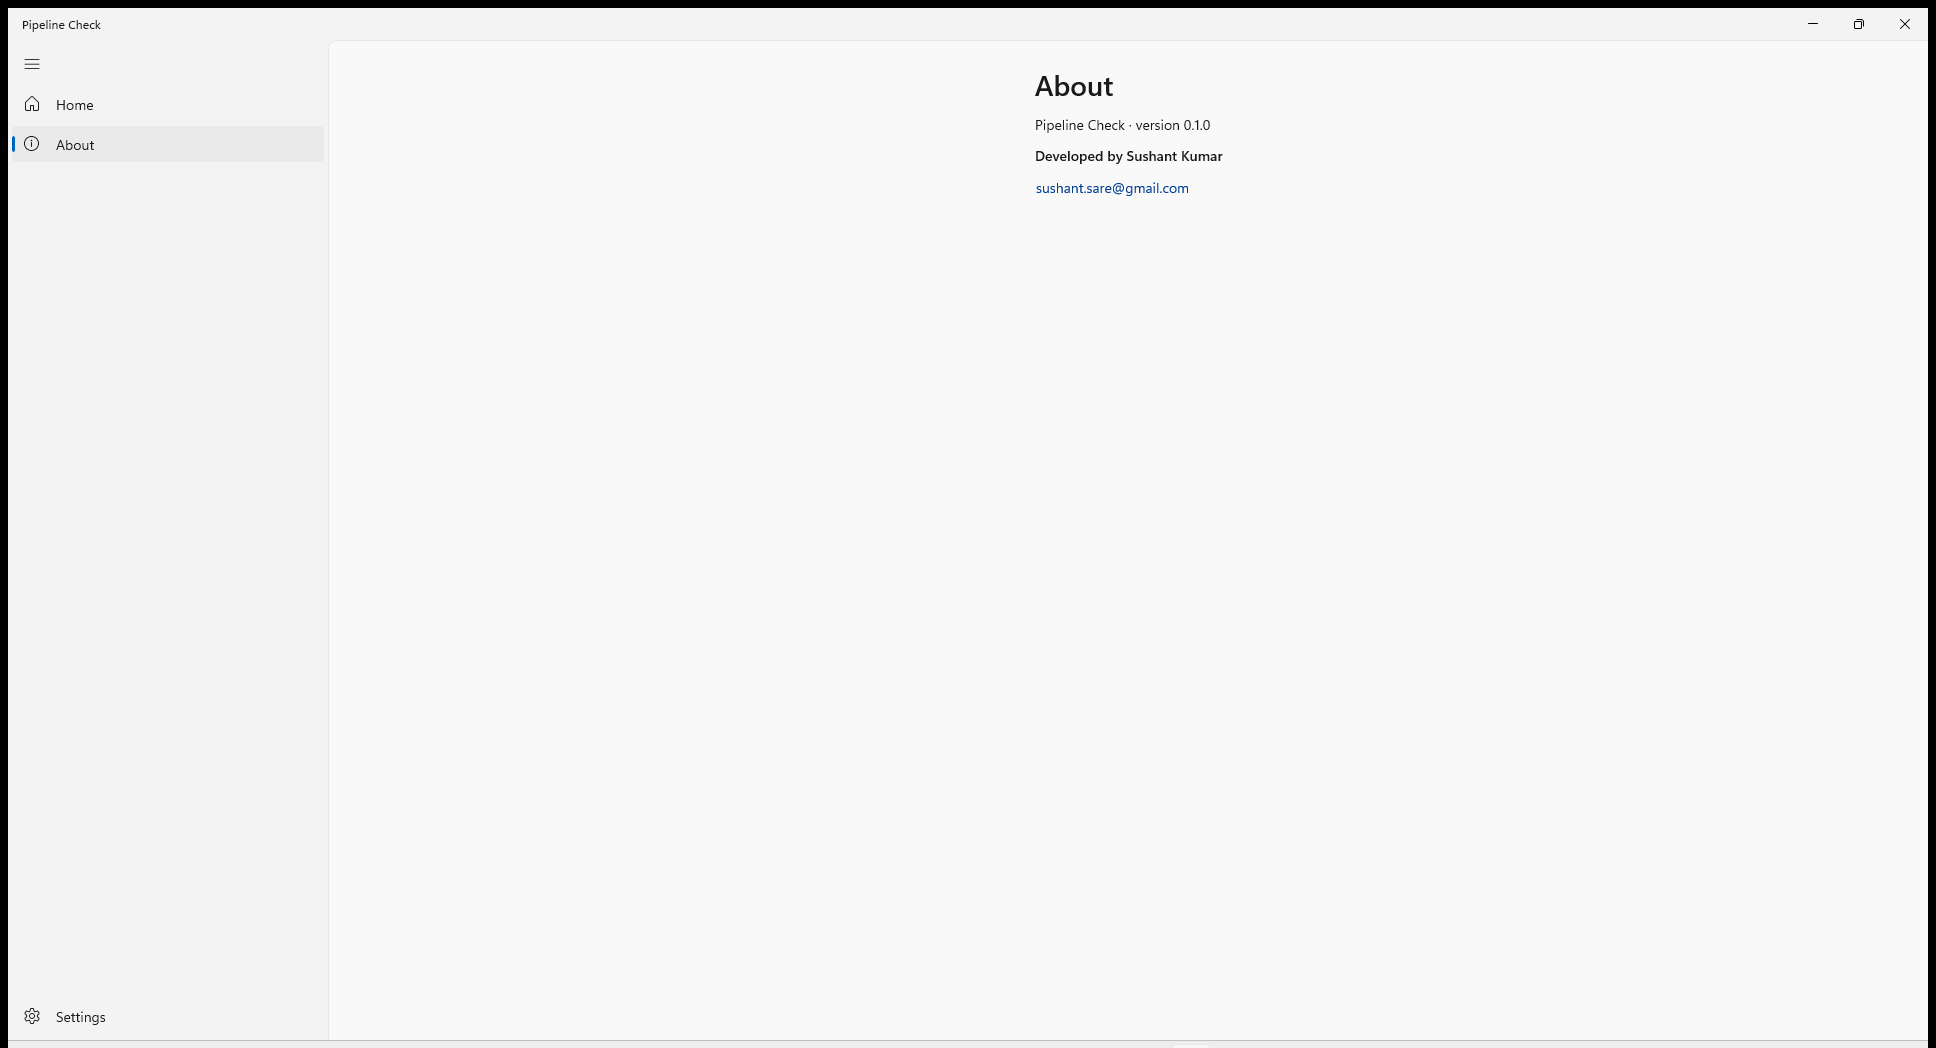 Pipeline Check
Home
About
Settings
About
Pipeline Check · version 0.1.0
Developed by Sushant Kumar
sushant.sare@gmail.com